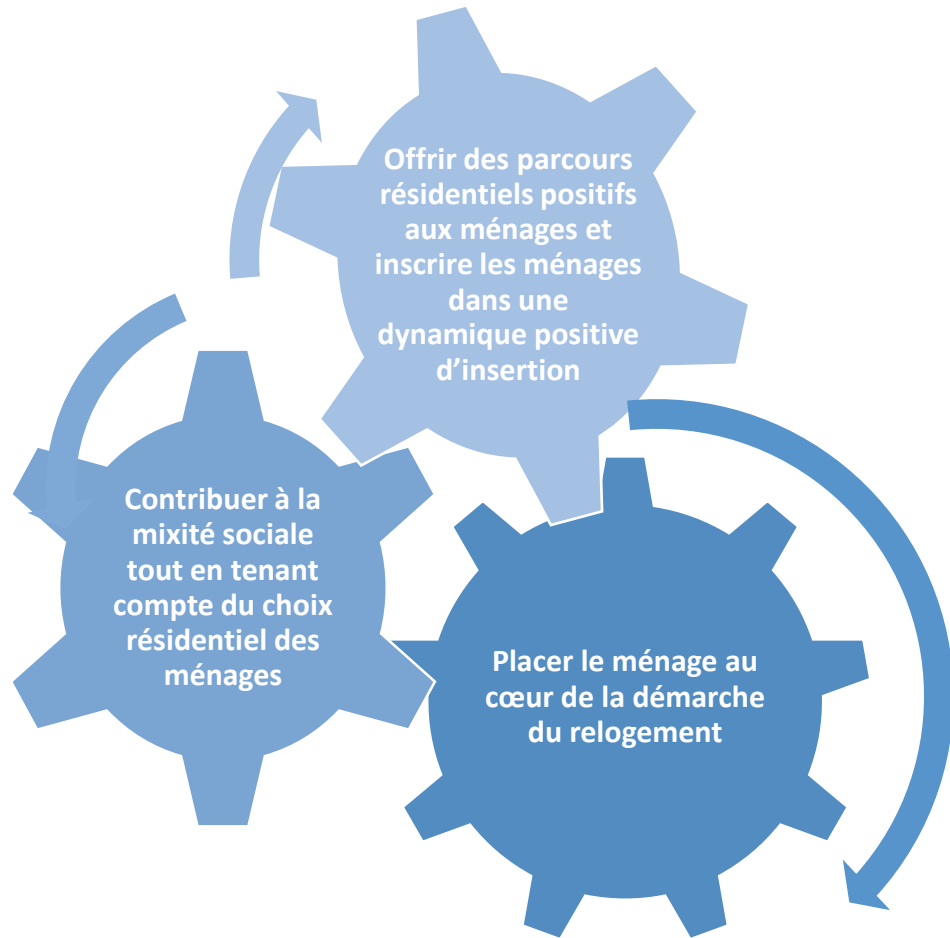 Offrir des parcours
résidentiels positifs
aux ménages et
inscrire les ménages
dans une
dynamique positive
d’insertion
Contribuer à la
mixité sociale
tout en tenant
compte du choix
résidentiel des
ménages
Placer le ménage au
cœur de la démarche
du relogement